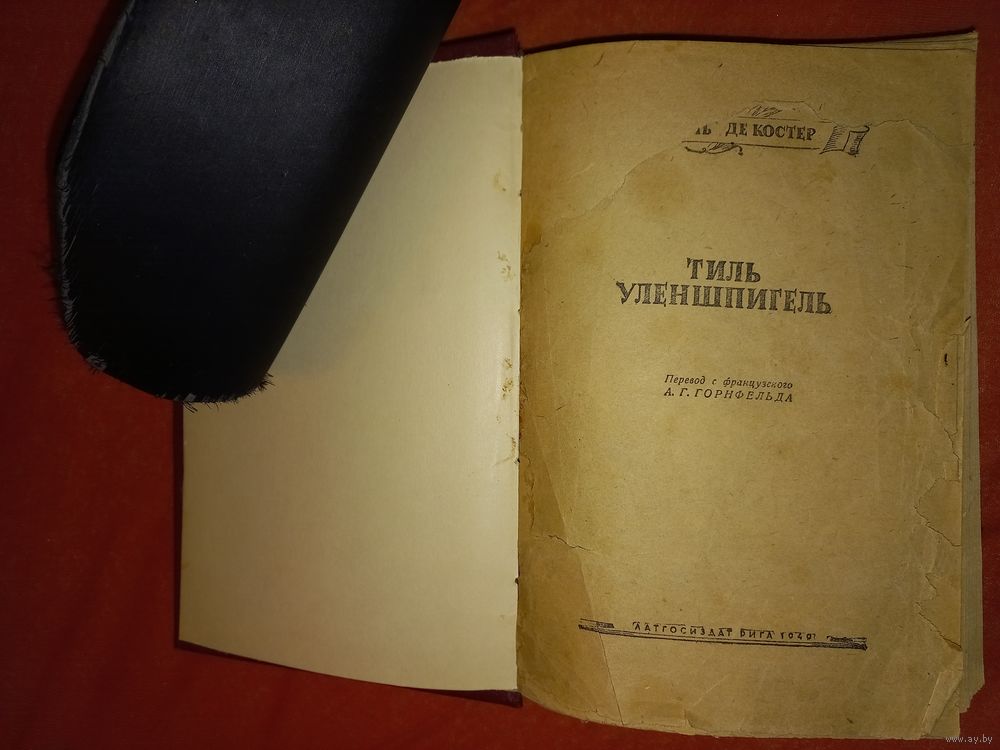 ДЕ КОСТЕР
ТИЛЬ
УЛЕНШПИГЕЛЬ
Перевод с французского
А. Г. ГОРНФЕЛЬДА
ЛАТГОСИЗДАТ РИГА 1949
www.ay.by